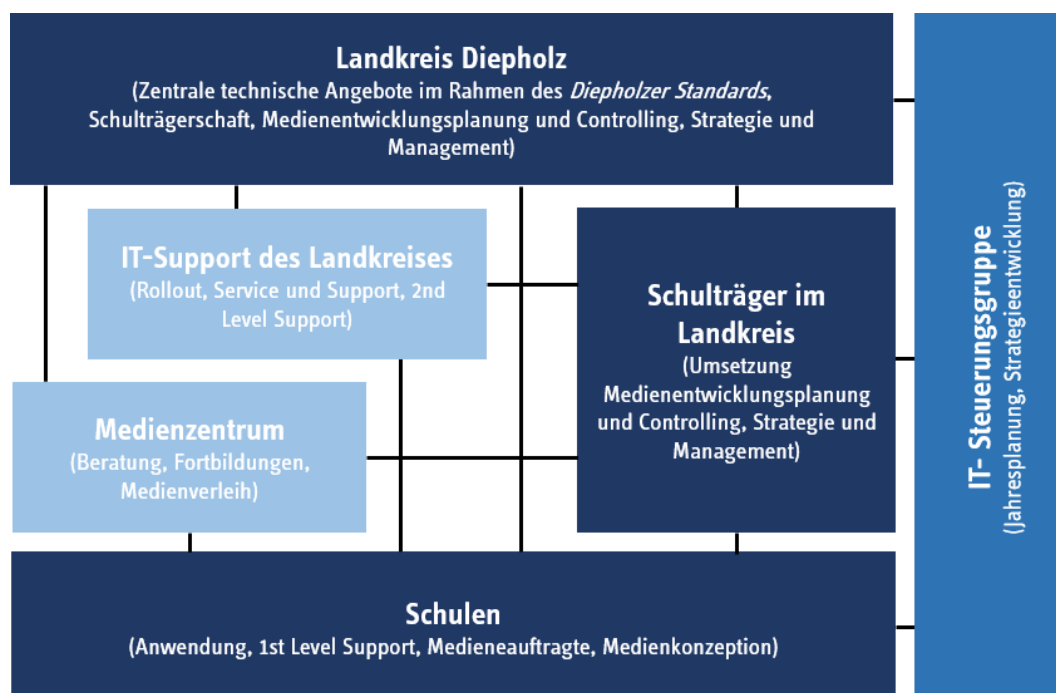 Landkreis Diepholz
(Zentrale technische Angebote im Rahmen des Diepholzer Standards,
Schulträgerschaft, Medienentwicklungsplanung und Controlling, Strategie und
Management)
IT-Support des Landkreises
(Rollout, Service und Support, 2nd
Level Support)
Schulträger im
Landkreis
(Umsetzung
Medienentwicklungsplanung
und Controlling, Strategie und
Management)
Medienzentrum
(Beratung, Fortbildungen,
Medienverleih)
Schulen
(Anwendung, 1st Level Support, Medieneauftragte, Medienkonzeption)
IT- Steuerungsgruppe
(Jahresplanung, Strategieentwicklung)